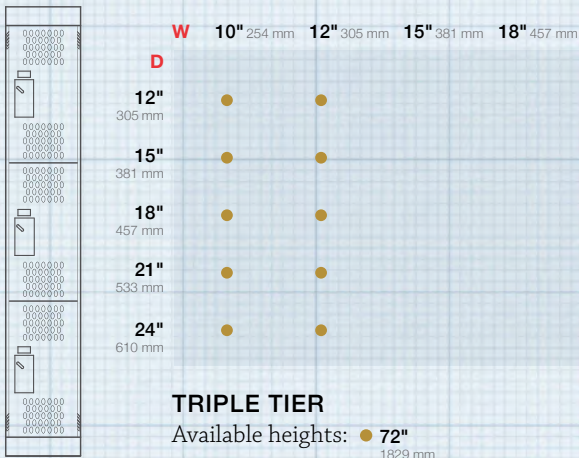 W 10" 254 mm 12" 305 mm 15" 381 mm 18" 457 mm
D
12"
305 mm
15"
381 mm
18"
457 mm
21"
533 mm
24"
610 mm
TRIPLE TIER
Available heights: 72"
1829 mm